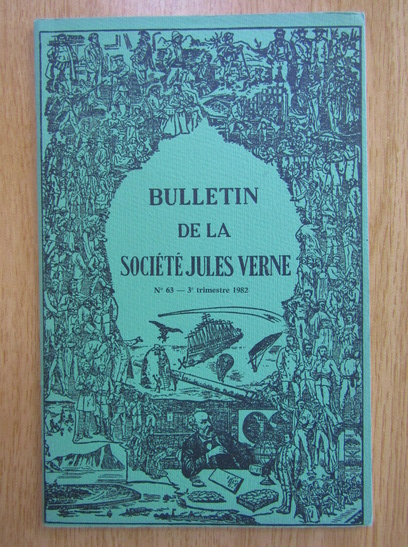 BULLETIN
DE LA
SOCIÉTÉ JULES VERNE
N° 63 — 3e trimestre 1982